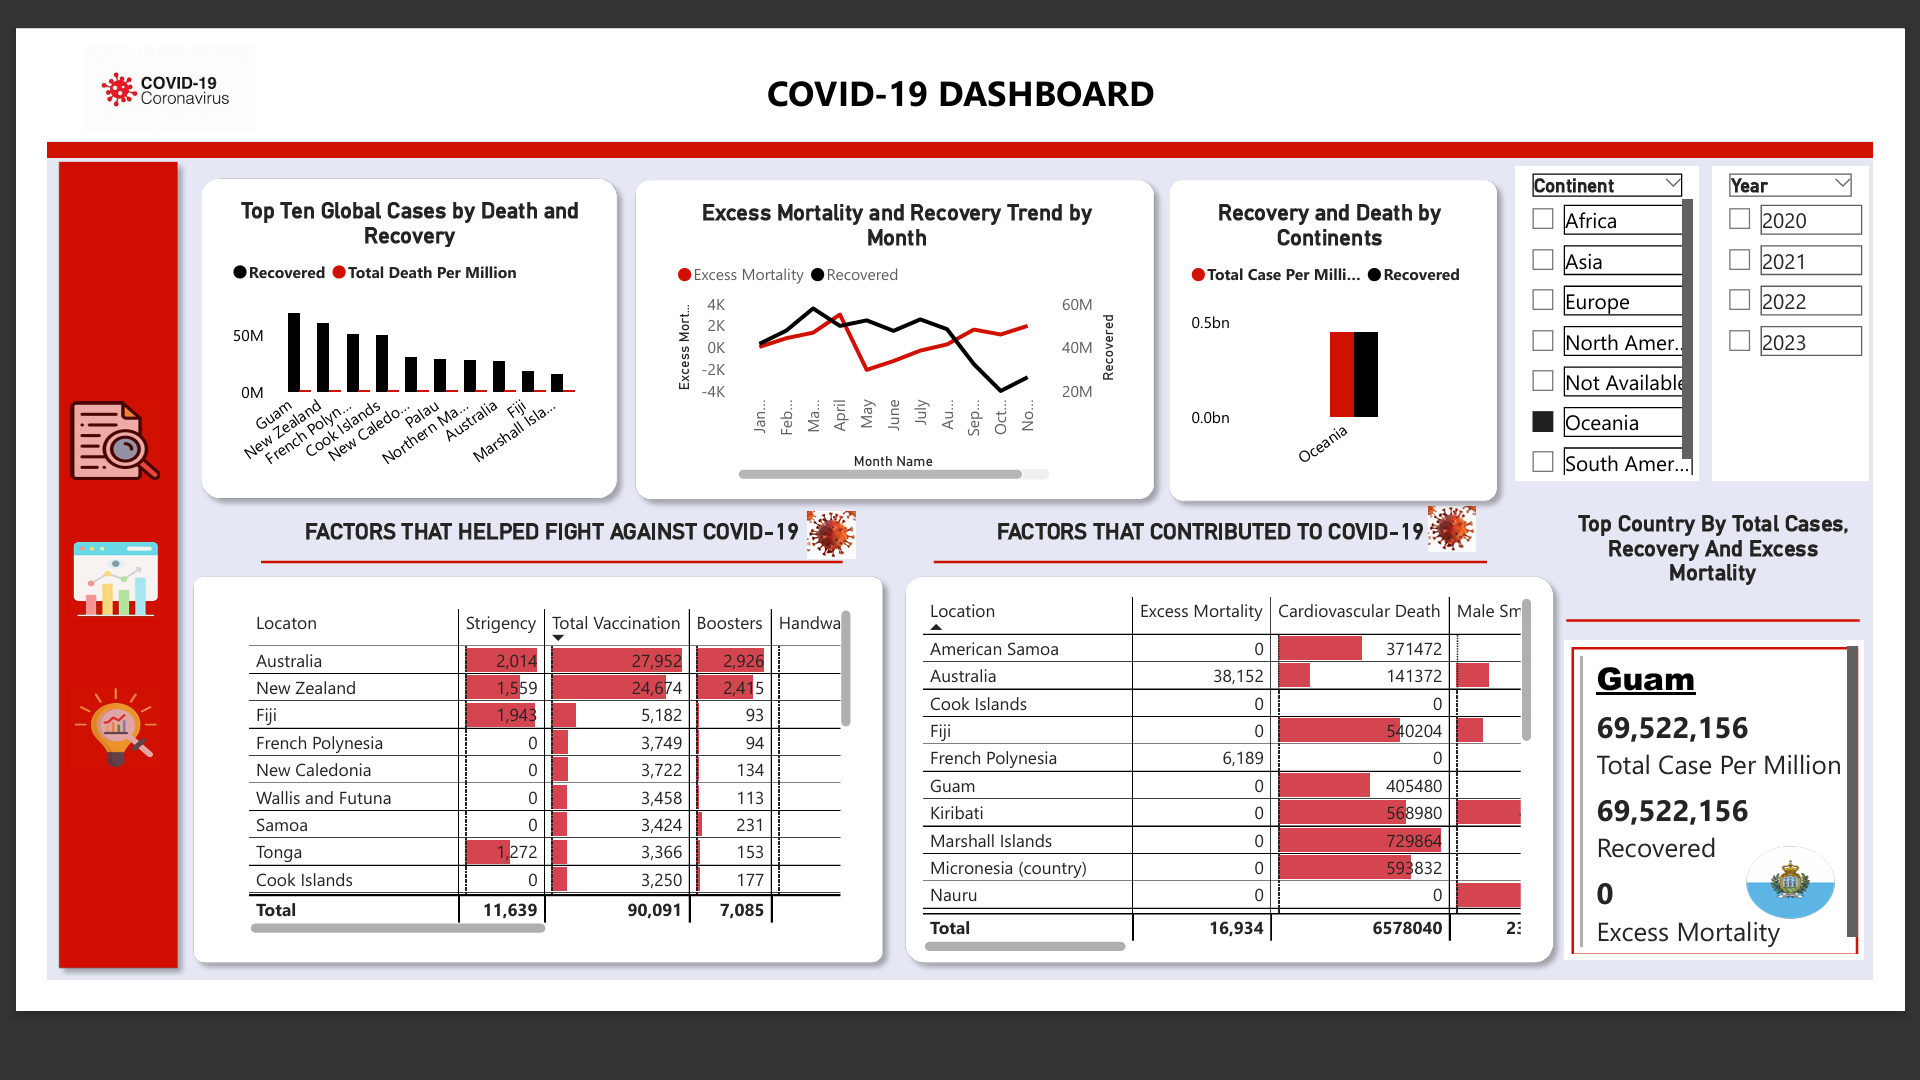 COVID-19
Coronavirus
COVID-19 DASHBOARD
Top Ten Global Cases by Death and
Recovery
Recovered Total Death Per Million
50M
0M
Guam
New Zealand
French Polyn...
Cook Islands
New Caledo...
Palau
Northern Ma...
Australia
Fiji
Marshall Isla...
Excess Mortality and Recovery Trend by
Month
Excess Mortality Recovered
Excess Mort...
4K
2K
0K
-2K
-4K
60M
40M
20M
Recovered
Jan...
Feb...
Ma...
April
May
June
July
Au...
Sep...
Oct...
No...
Month Name
Recovery and Death by
Continents
Total Case Per Milli... Recovered
0.5bn
0.0bn
Oceania
Continent
Africa
Asia
Europe
North Amer...
Not Available
Oceania
South Amer...
Year
2020
2021
2022
2023
FACTORS THAT HELPED FIGHT AGAINST COVID-19
Locaton Strigency Total Vaccination Boosters Handwa
Australia 2,014 27,952 2,926
New Zealand 1,559 24,674 2,415
Fiji 1,943 5,182 93
French Polynesia 0 3,749 94
New Caledonia 0 3,722 134
Wallis and Futuna 0 3,458 113
Samoa 0 3,424 231
Tonga 1,272 3,366 153
Cook Islands 0 3,250 177
Total 11,639 90,091 7,085
FACTORS THAT CONTRIBUTED TO COVID-19
Location Excess Mortality Cardiovascular Death Male Sm
American Samoa 0 371472
Australia 38,152 141372
Cook Islands 0 0
Fiji 0 540204
French Polynesia 6,189 0
Guam 0 405480
Kiribati 0 568980
Marshall Islands 0 729864
Micronesia (country) 0 593832
Nauru 0 0
Total 16,934 6578040 23
Top Country By Total Cases,
Recovery And Excess
Mortality
Guam
69,522,156
Total Case Per Million
69,522,156
Recovered
0
Excess Mortality